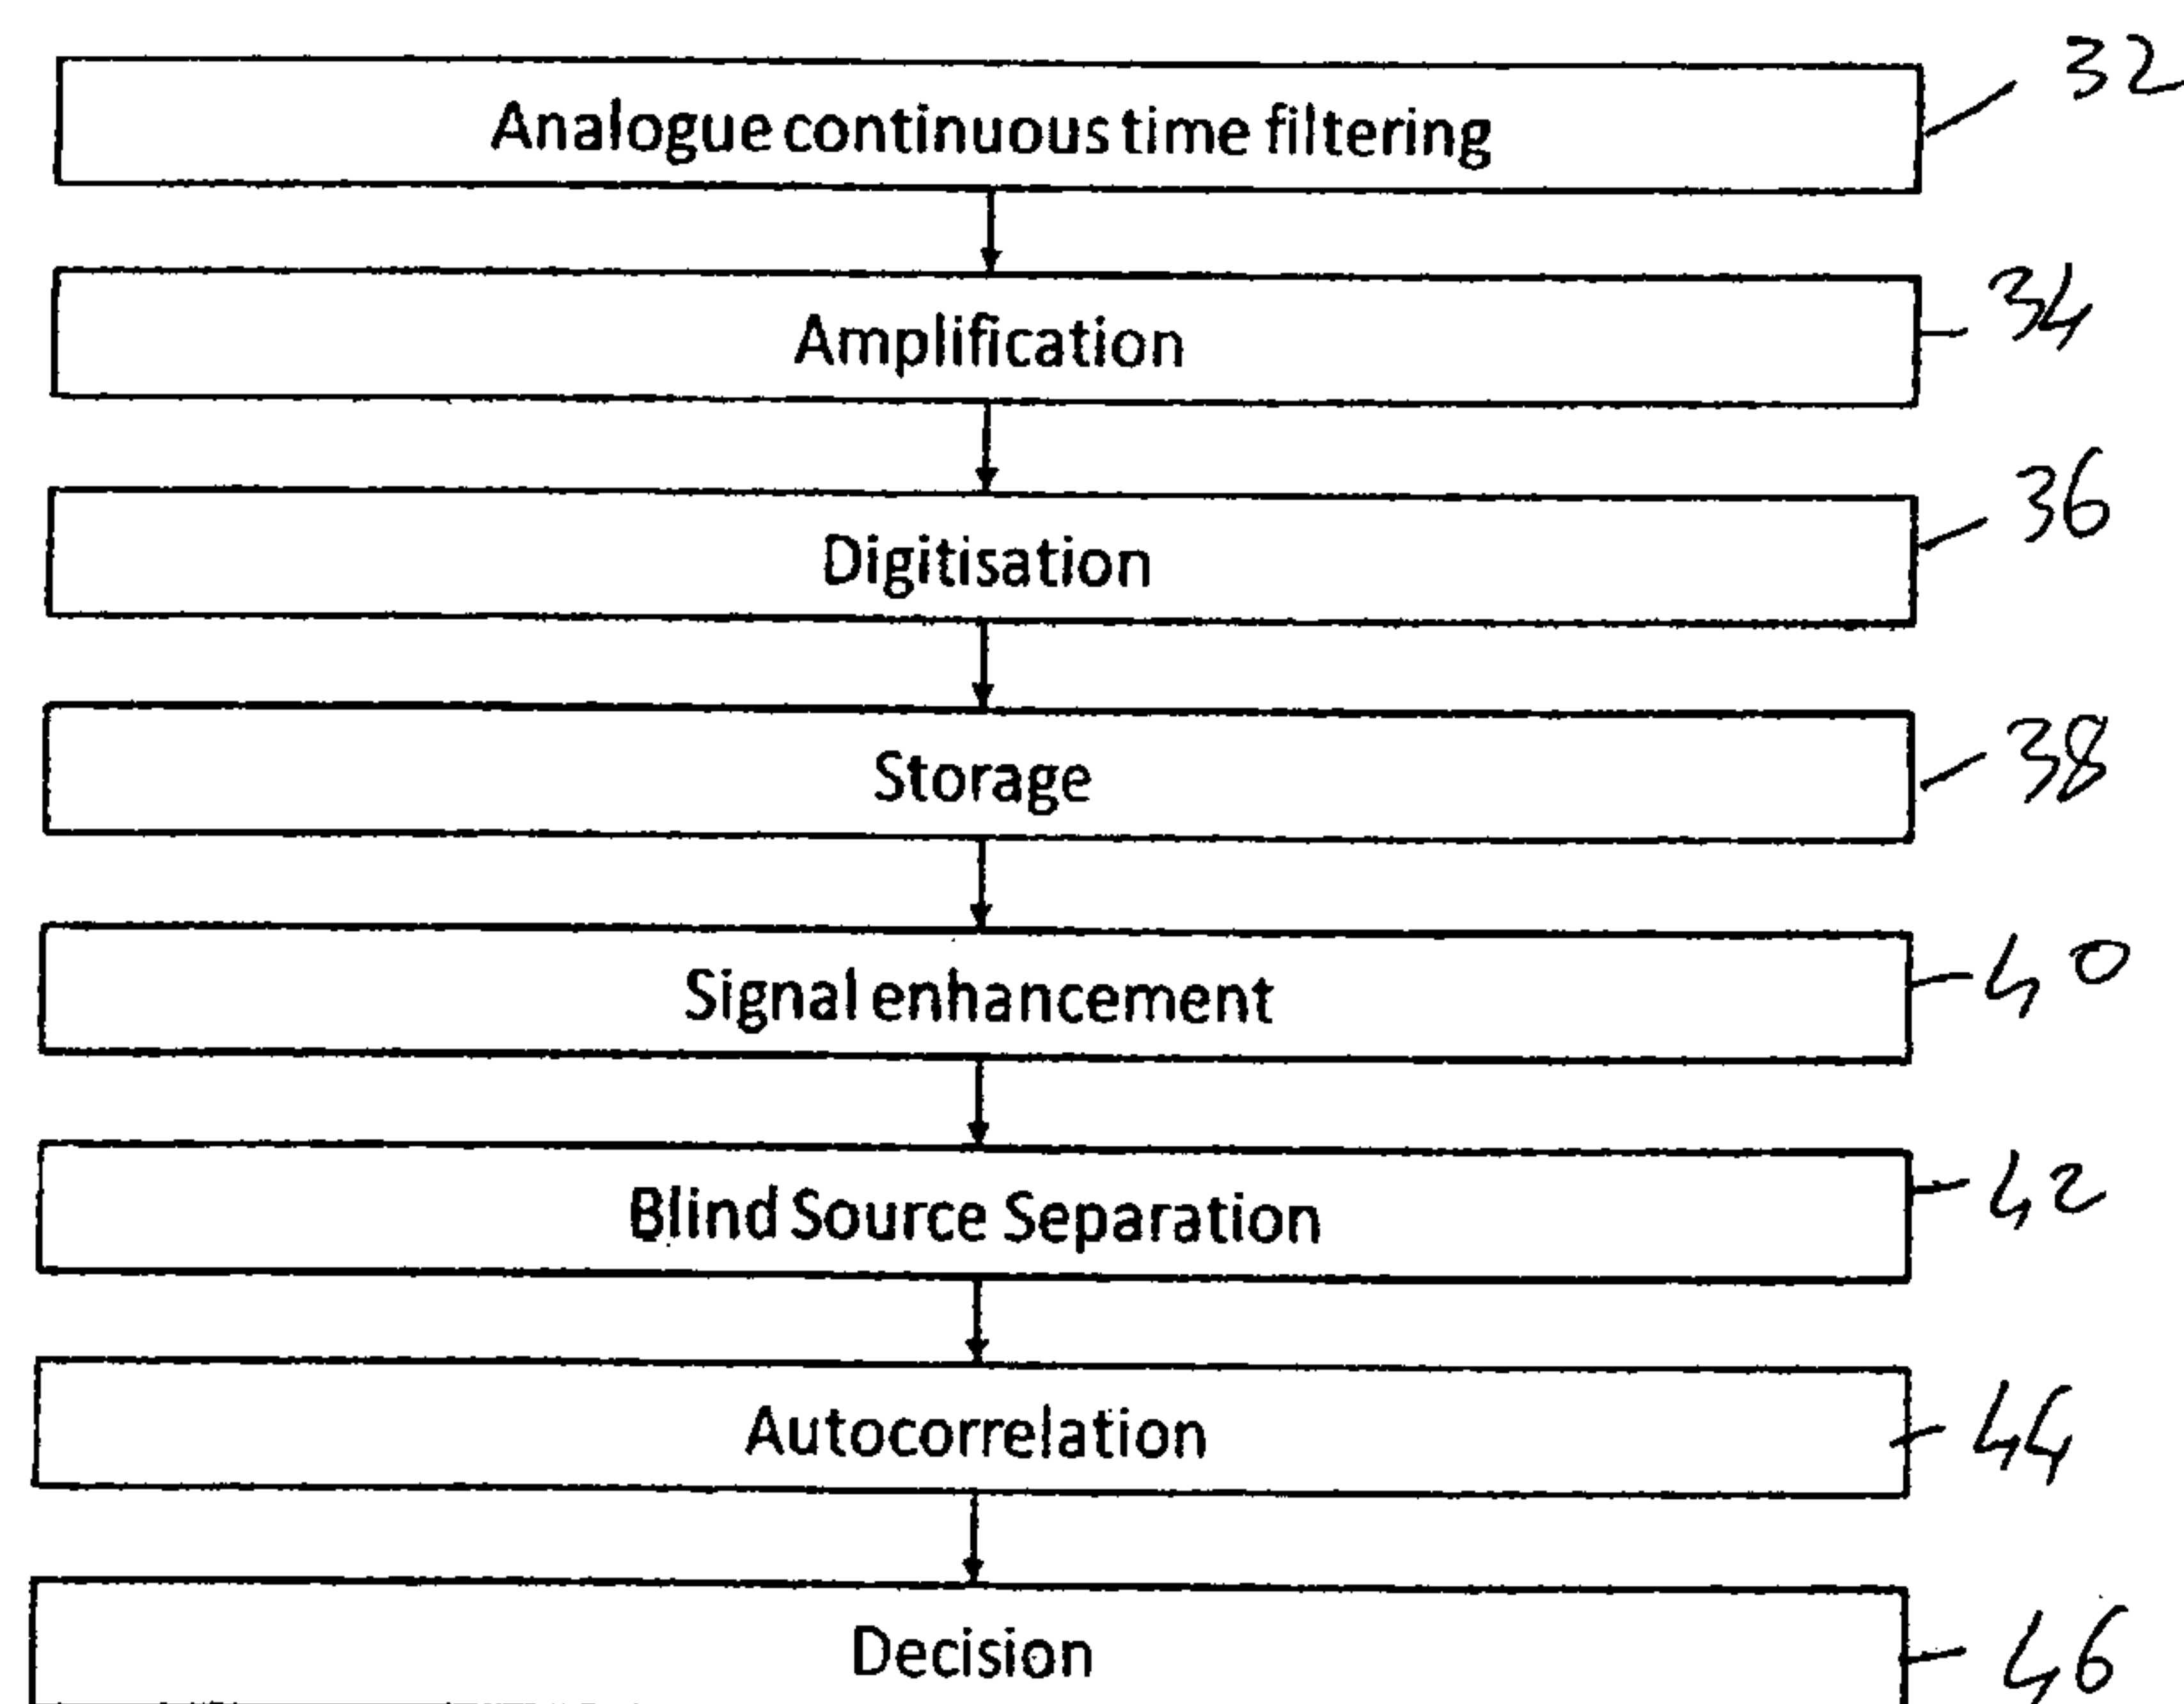 Analogue continuous time filtering 32
Amplification 34
Digitisation 36
Storage 38
Signal enhancement 40
Blind Source Separation 42
Autocorrelation 44
Decision 46